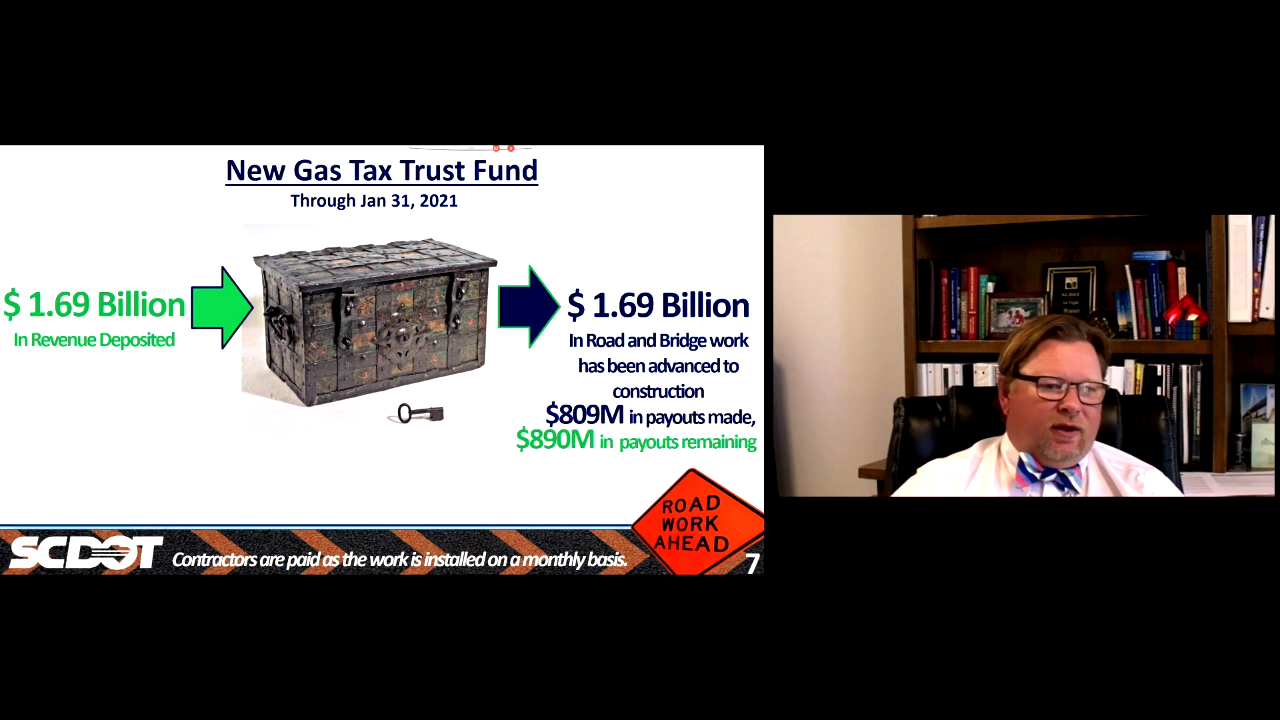 New Gas Tax Trust Fund
Through Jan 31, 2021
$ 1.69 Billion
In Revenue Deposited
$ 1.69 Billion
In Road and Bridge work
has been advanced to
construction
$809M in payouts made,
$890M in payouts remaining
ROAD
WORK
AHEAD
SCDOT
Contractors are paid as the work is installed on a monthly basis.
7